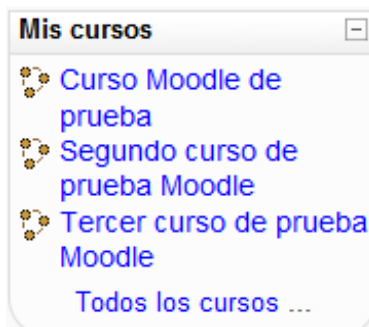 Mis cursos
Curso Moodle de
prueba
Segundo curso de
prueba Moodle
Tercer curso de prueba
Moodle
Todos los cursos ...